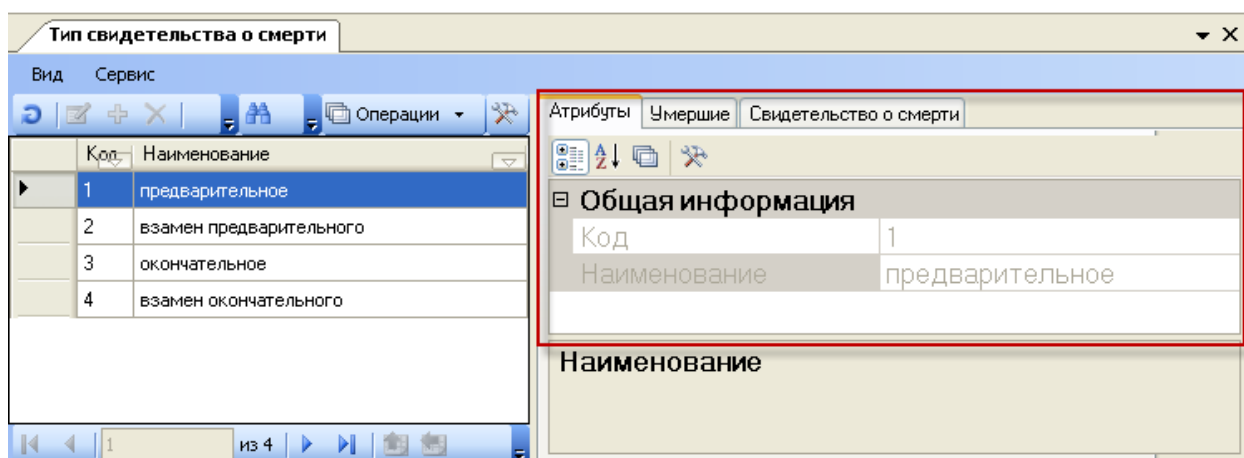 Тип свидетельства о смерти
Вид Сервис
Операции
Код Наименование
1 предварительное
2 взамен предварительного
3 окончательное
4 взамен окончательного
1 из 4
Атрибуты Умершие Свидетельство о смерти
Общая информация
Код 1
Наименование предварительное
Наименование